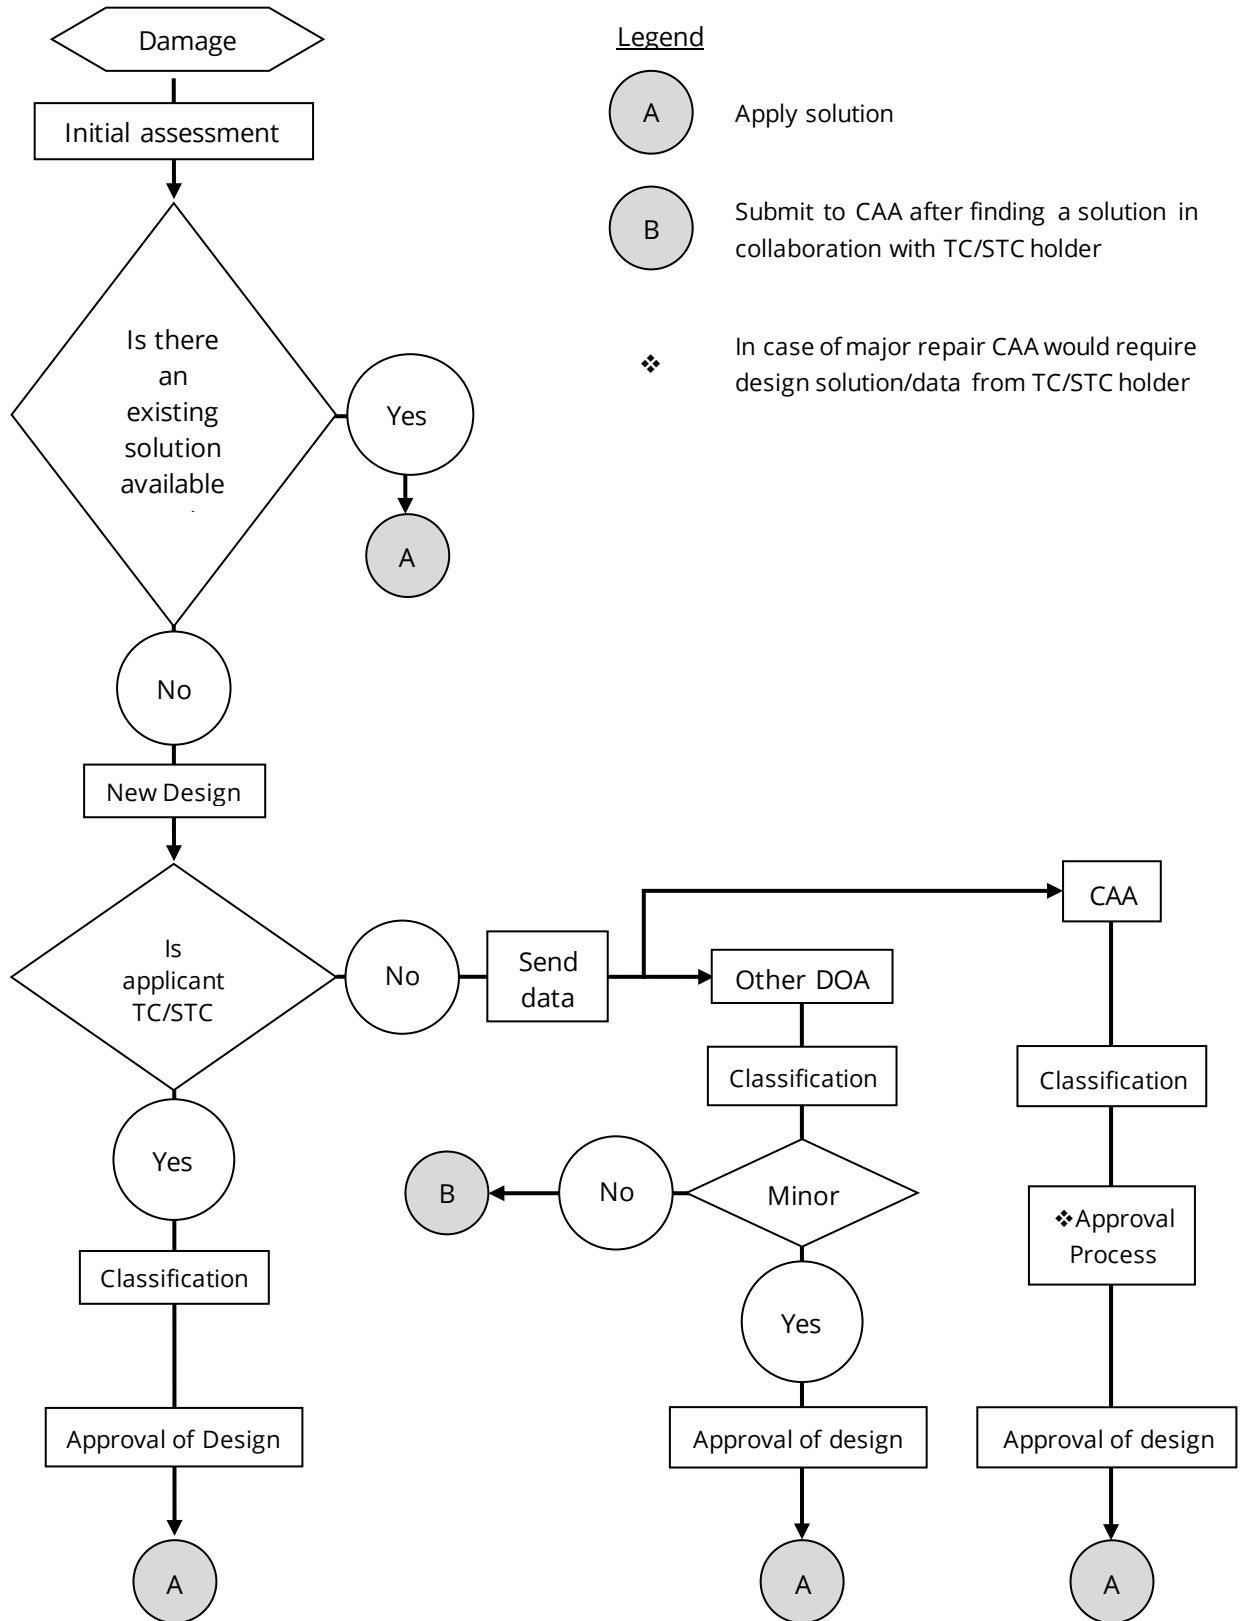 Damage
Legend
A
Apply solution
Initial assessment
B
Submit to CAA after finding a solution in
collaboration with TC/STC holder
Is there
an
existing
solution
available
❖
In case of major repair CAA would require
design solution/data from TC/STC holder
Yes
A
No
New Design
Is
applicant
TC/STC
No
Send
data
Other DOA
CAA
Classification
Classification
Yes
B
No
Minor
❖Approval
Process
Classification
Yes
Approval of Design
Approval of design
Approval of design
A
A
A